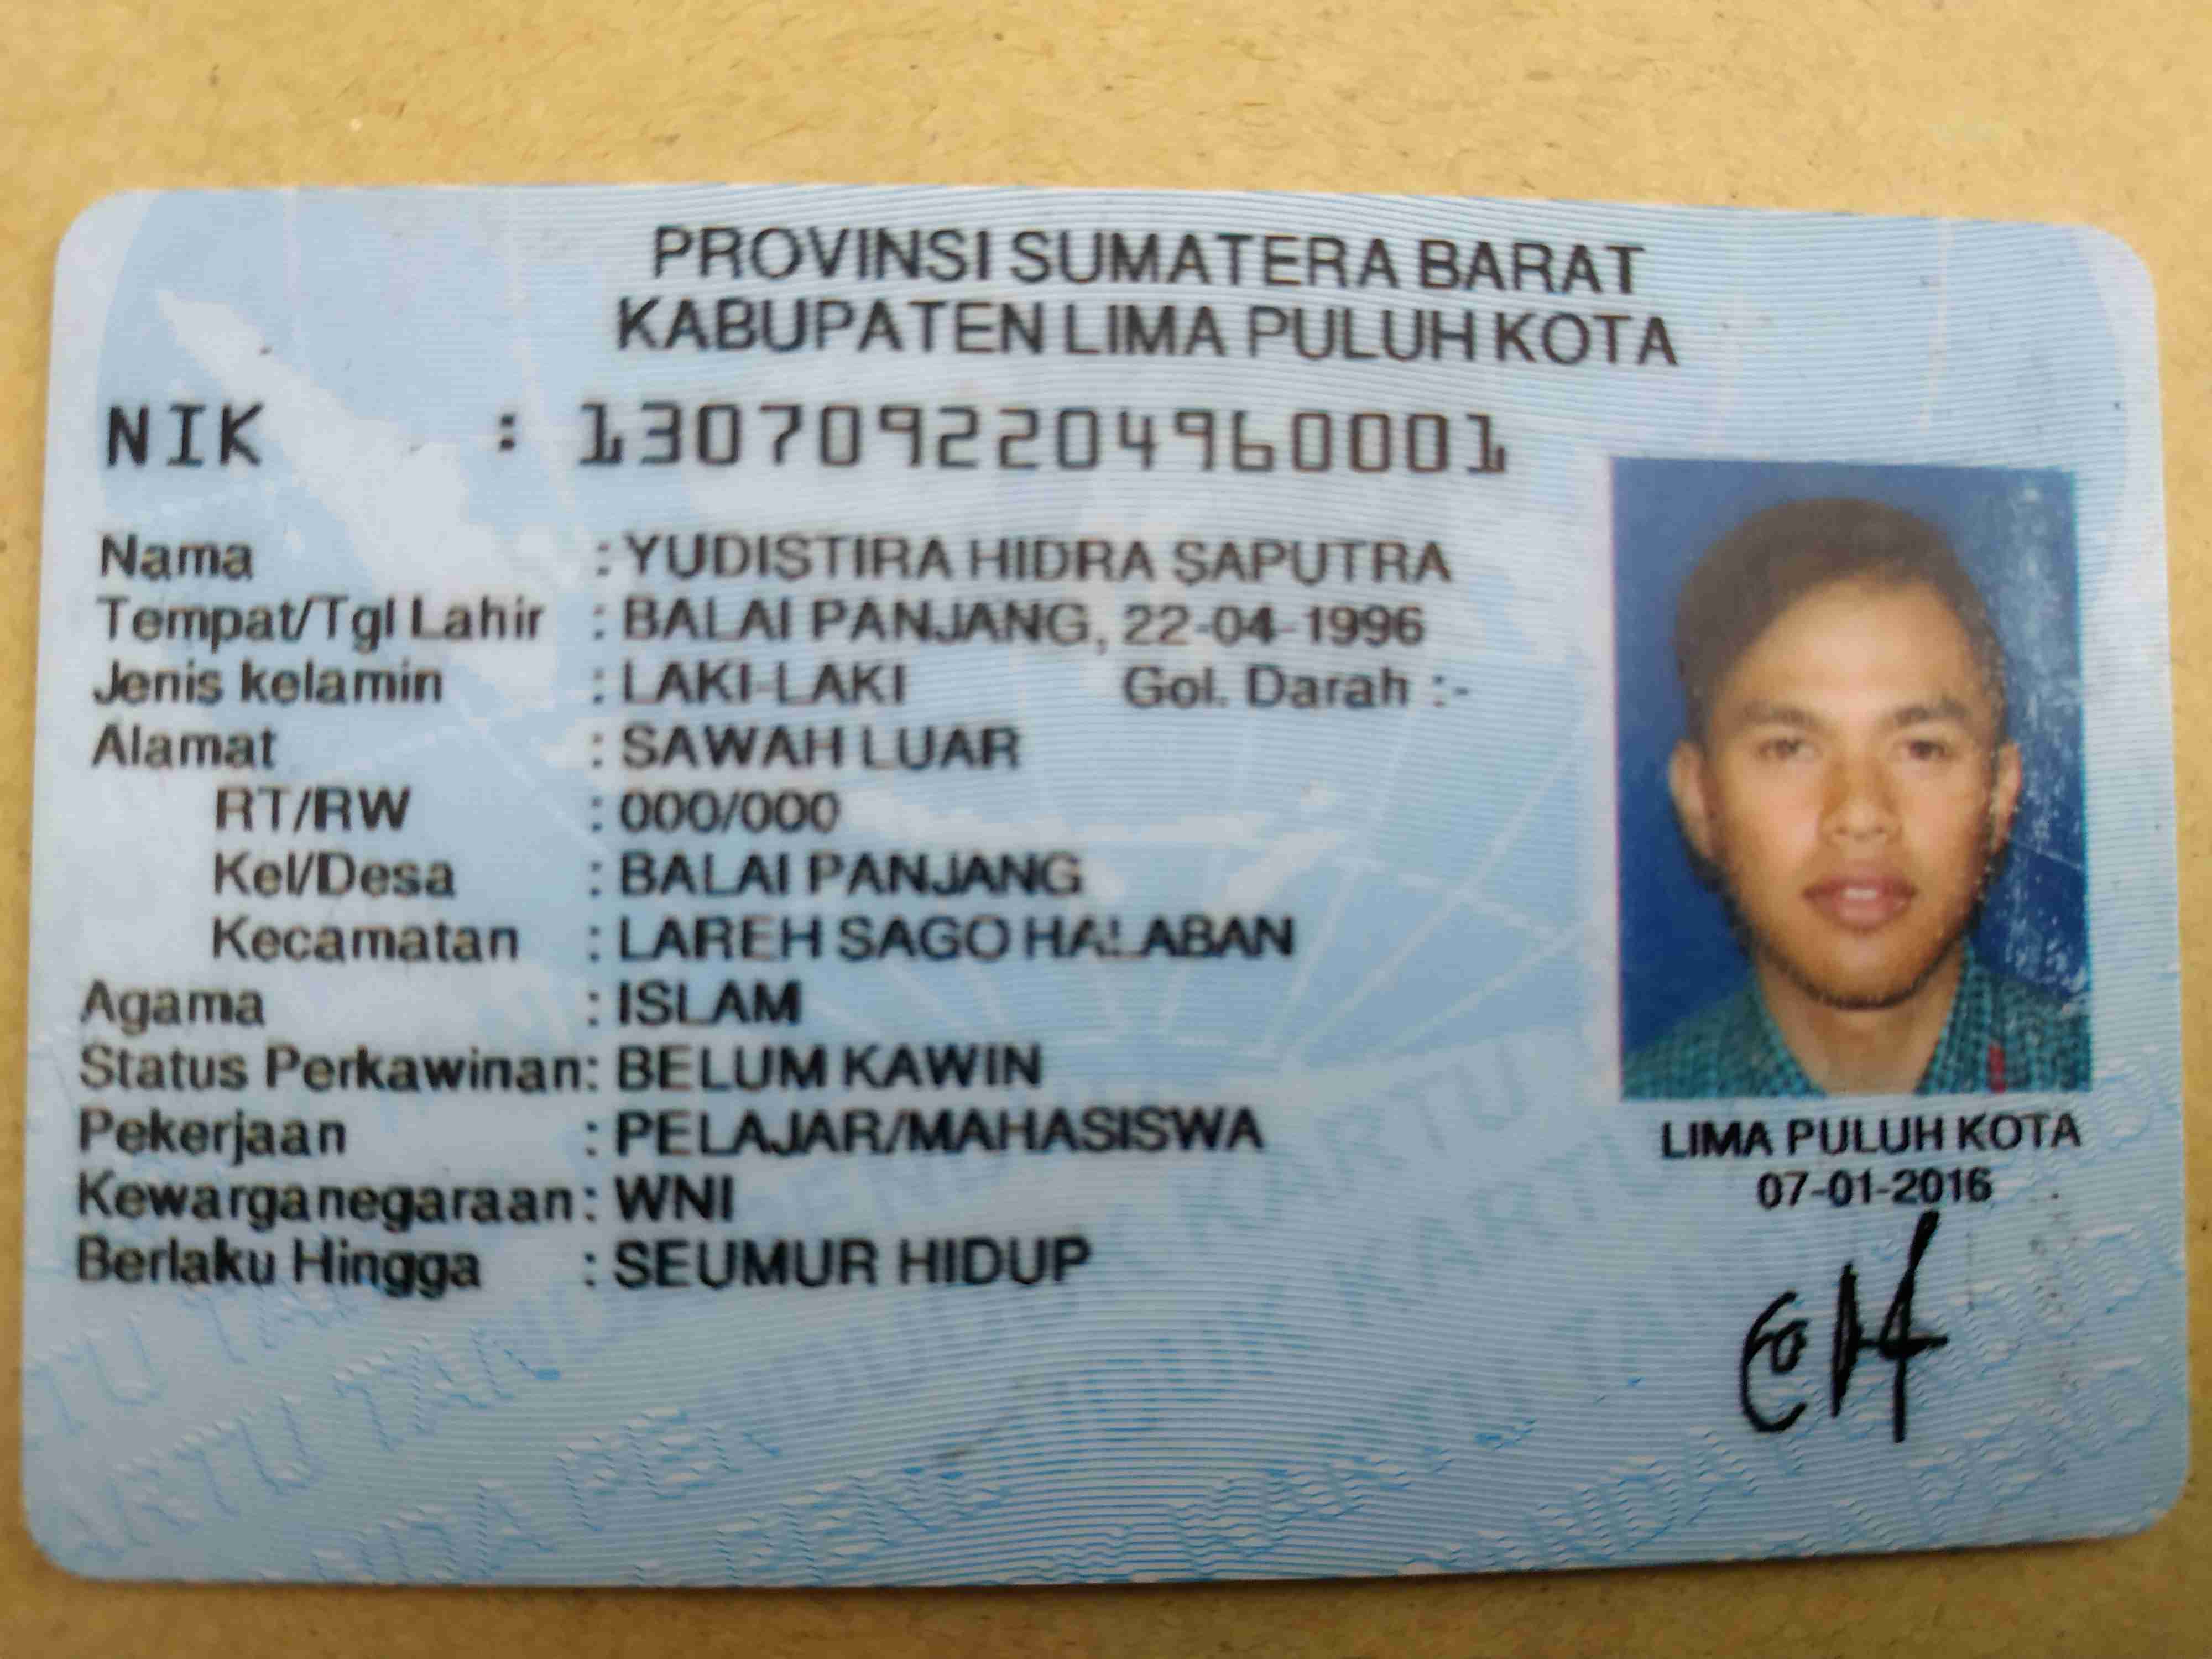 PROVINSI SUMATERA BARAT
KABUPATEN LIMA PULUH KOTA
NIK : 1307092204960001
Nama : YUDISTIRA HIDRA SAPUTRA
Tempat/Tgl Lahir : BALAI PANJANG, 22-04-1996
Jenis kelamin : LAKI-LAKI Gol. Darah :-
Alamat : SAWAH LUAR
RT/RW : 000/000
Kel/Desa : BALAI PANJANG
Kecamatan : LAREH SAGO HALABAN
Agama : ISLAM
Status Perkawinan: BELUM KAWIN
Pekerjaan : PELAJAR/MAHASISWA
Kewarganegaraan: WNI
Berlaku Hingga : SEUMUR HIDUP
LIMA PULUH KOTA
07-01-2016